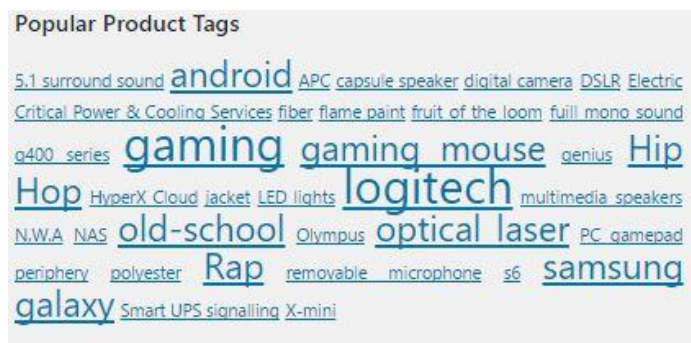 Popular Product Tags
5.1 surround sound android APC capsule speaker digital camera DSLR Electric
Critical Power & Cooling Services fiber flame paint fruit of the loom fuill mono sound
g400 series gaming gaming mouse genius Hip
Hop HyperX Cloud jacket LED lights logitech multimedia speakers
N.W.A NAS old-school Olympus optical laser PC gamepad
periphery polyester Rap removable microphone s6 samsung
galaxy Smart UPS signalling X-mini